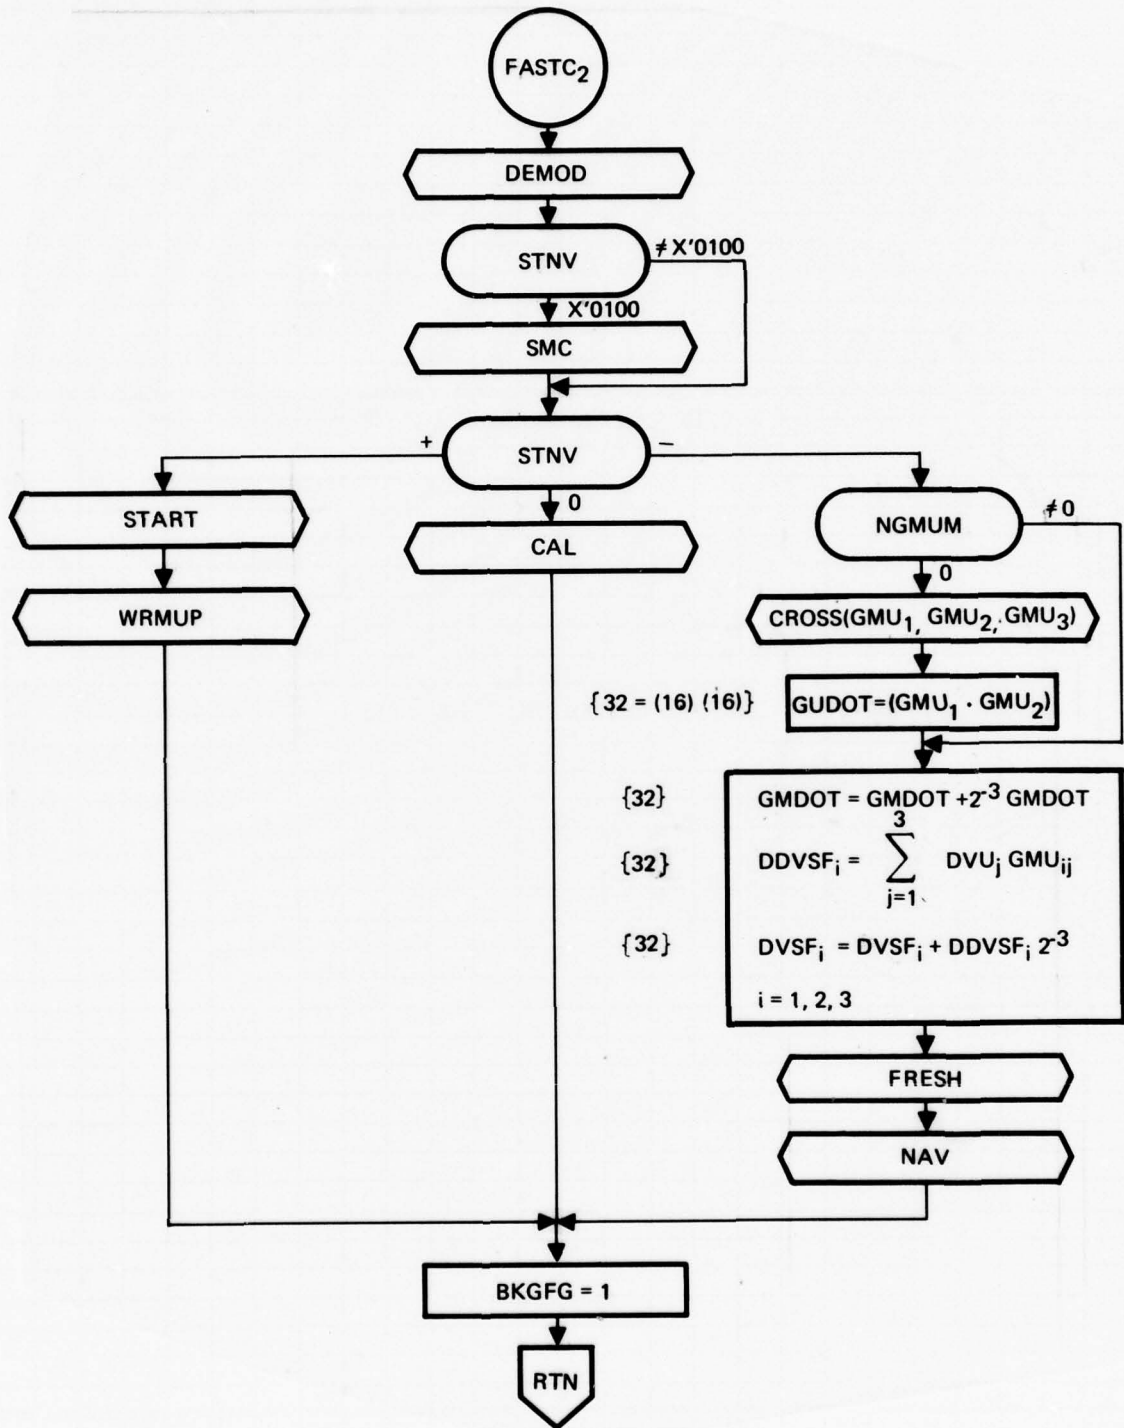 FASTC₂
DEMOD
STNV
≠ X'0100
X'0100
SMC
+
STNV
–
0
START
CAL
NGMUM
≠0
0
WRMUP
CROSS(GMU₁, GMU₂, GMU₃)
{32 = (16) (16)}
GUDOT=(GMU₁ · GMU₂)
{32} GMDOT = GMDOT +2⁻³ GMDOT
3
{32} DDVSFᵢ = ∑ DVUⱼ GMUᵢⱼ
j=1
{32} DVSFᵢ = DVSFᵢ + DDVSFᵢ 2⁻³
i = 1, 2, 3
FRESH
NAV
BKGFG = 1
RTN